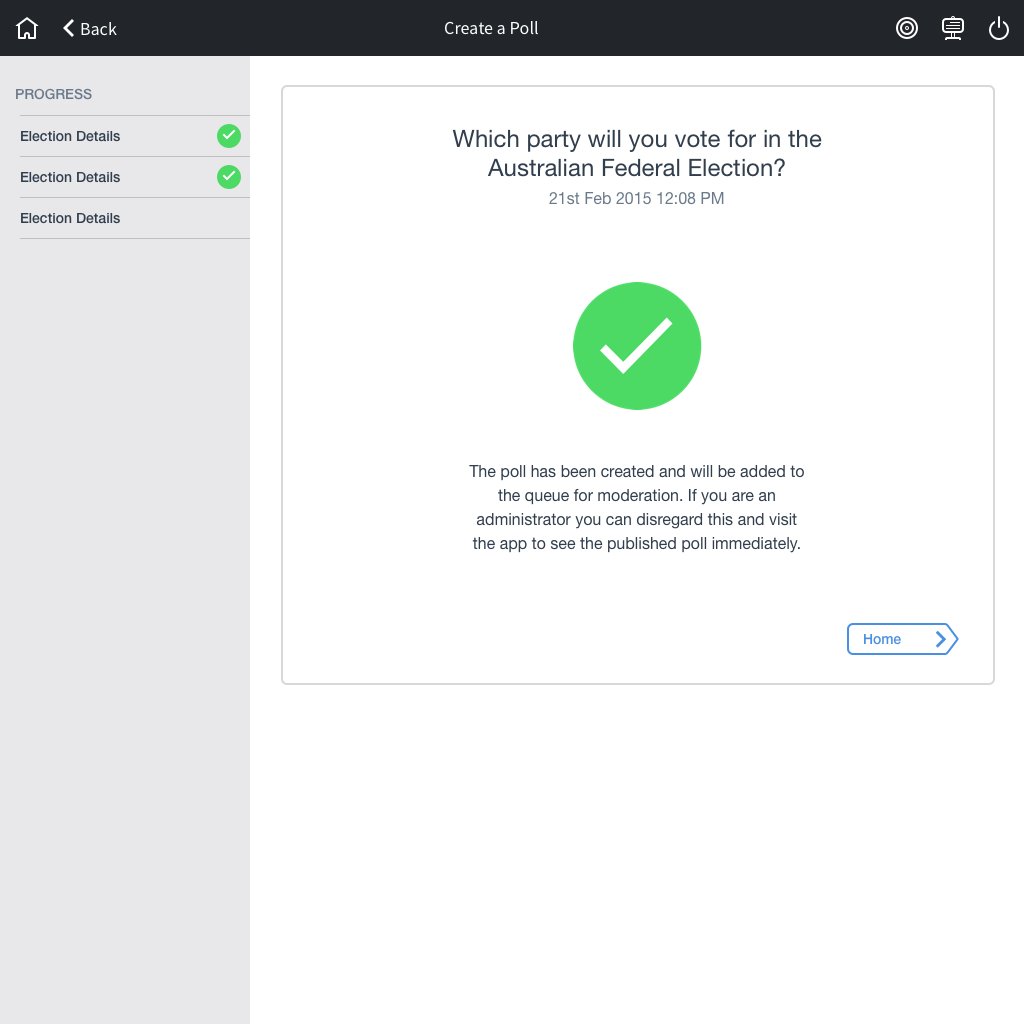 Back
Create a Poll
PROGRESS
Election Details
Election Details
Election Details
Which party will you vote for in the
Australian Federal Election?
21st Feb 2015 12:08 PM
The poll has been created and will be added to
the queue for moderation. If you are an
administrator you can disregard this and visit
the app to see the published poll immediately.
Home